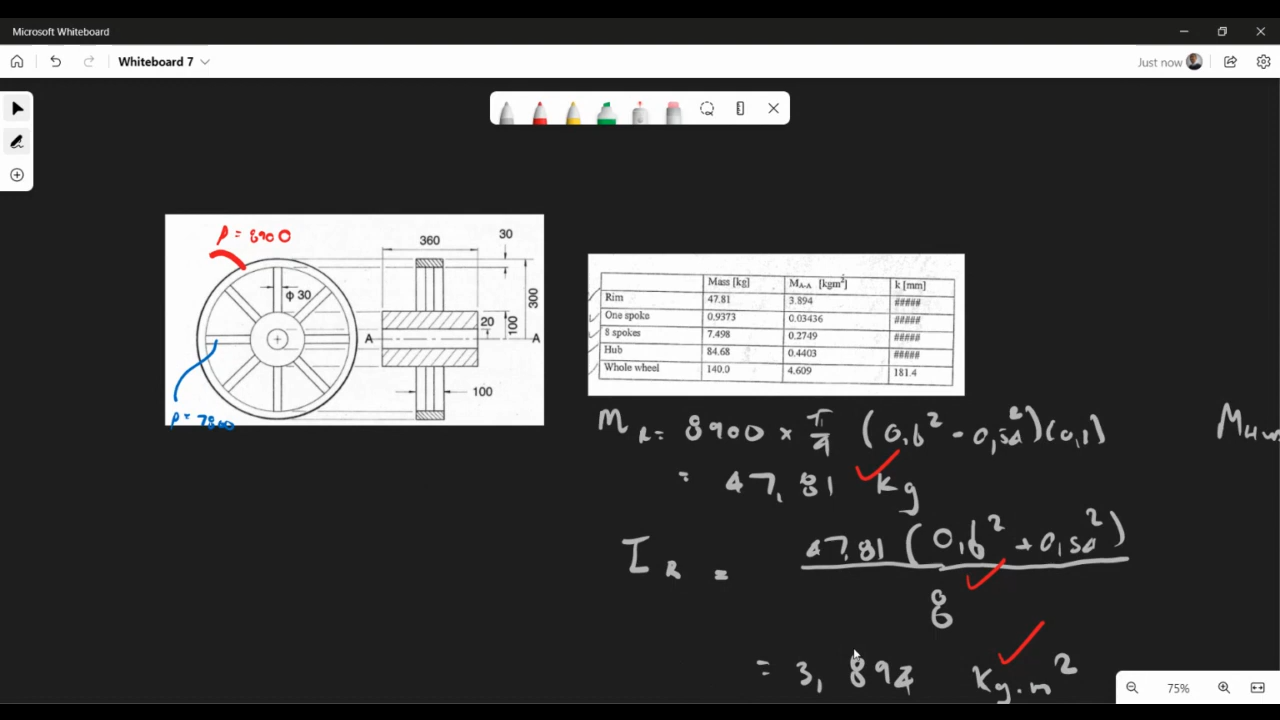 Microsoft Whiteboard
Whiteboard 7
Just now
ρ = 8900
360
30
ϕ 30
300
20
100
A
A
100
ρ = 7800
Mass [kg] M_A-A [kgm²] k [mm]
Rim 47.81 3.894 #####
One spoke 0.9373 0.03436 #####
8 spokes 7.498 0.2749 #####
Hub 84.68 0.4403 #####
Whole wheel 140.0 4.609 181.4
M_R = 8900 × π/4 (0,6² - 0,54²)(0,1)
= 47,81 kg
I_R = 47,81 (0,6² + 0,54²) / 8
= 3,894 kg.m²
75%